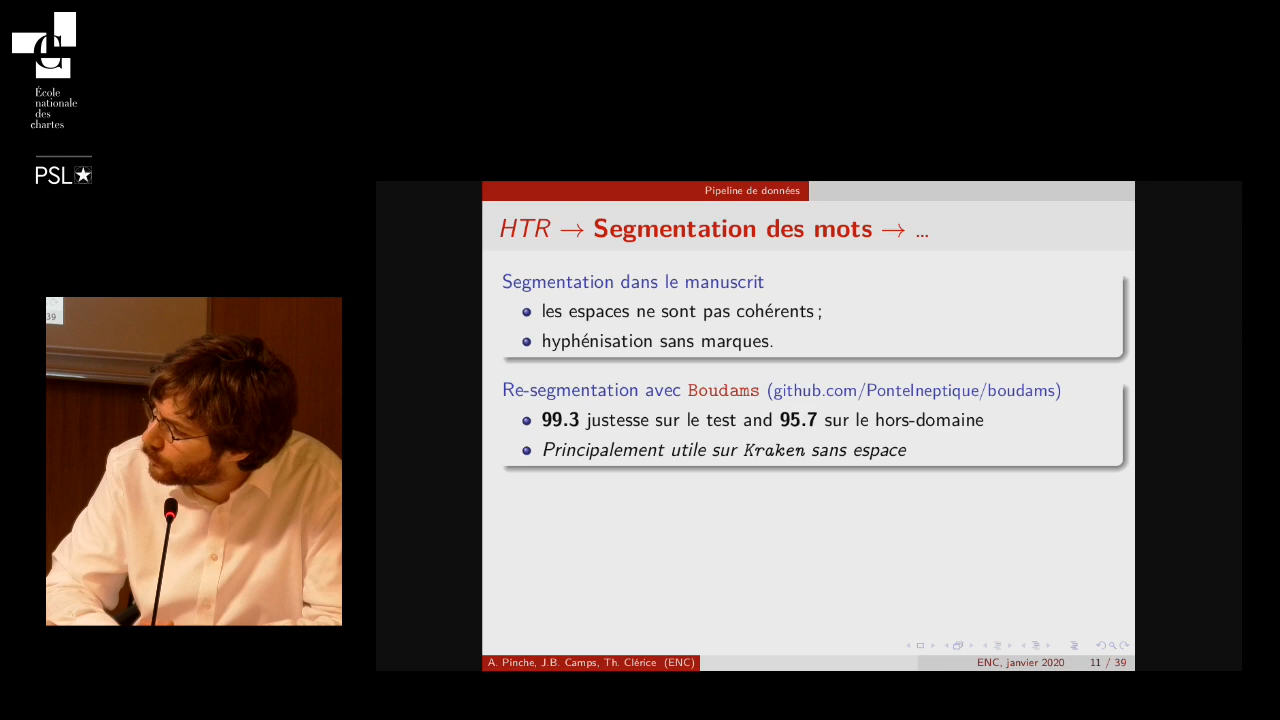 École
nationale
des
chartes
PSL
39
Pipeline de données
HTR → Segmentation des mots → ...
Segmentation dans le manuscrit
les espaces ne sont pas cohérents ;
hyphénisation sans marques.
Re-segmentation avec Boudams (github.com/PonteIneptique/boudams)
99.3 justesse sur le test and 95.7 sur le hors-domaine
Principalement utile sur Kraken sans espace
A. Pinche, J.B. Camps, Th. Clérice (ENC)
ENC, janvier 2020 11 / 39